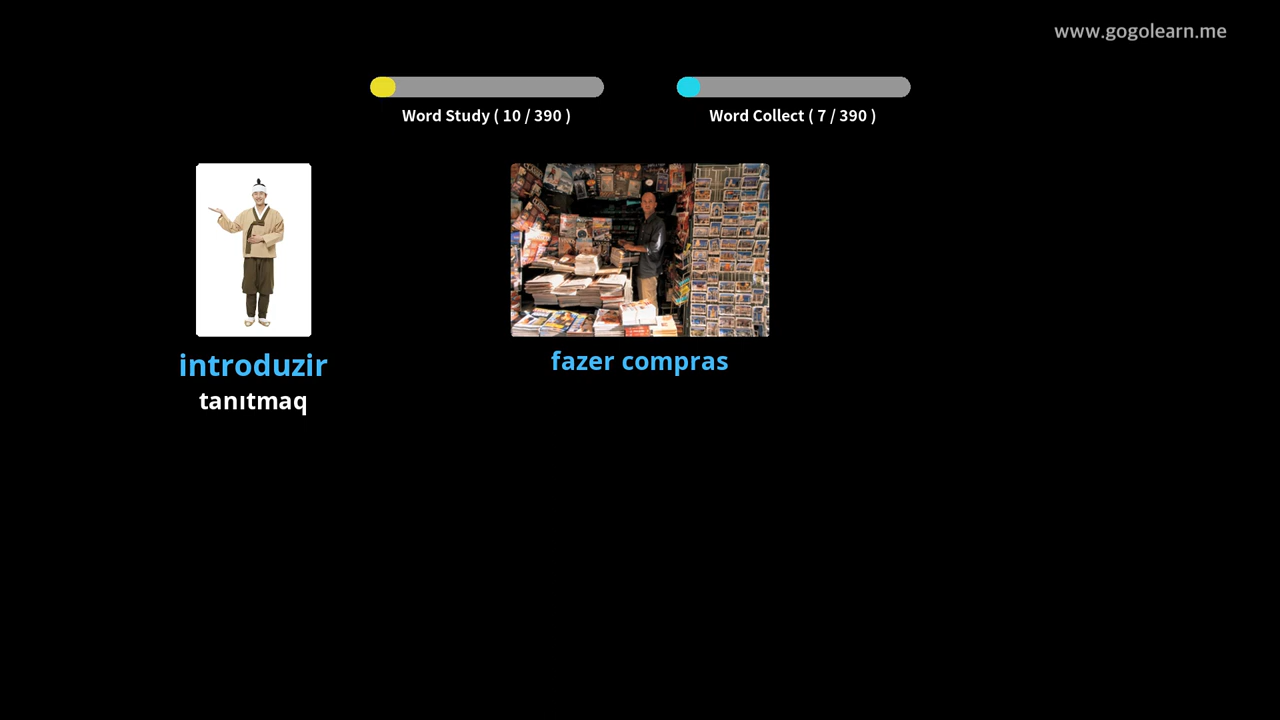 www.gogolearn.me
Word Study ( 10 / 390 )
Word Collect ( 7 / 390 )
introduzir
tanıtmaq
fazer compras